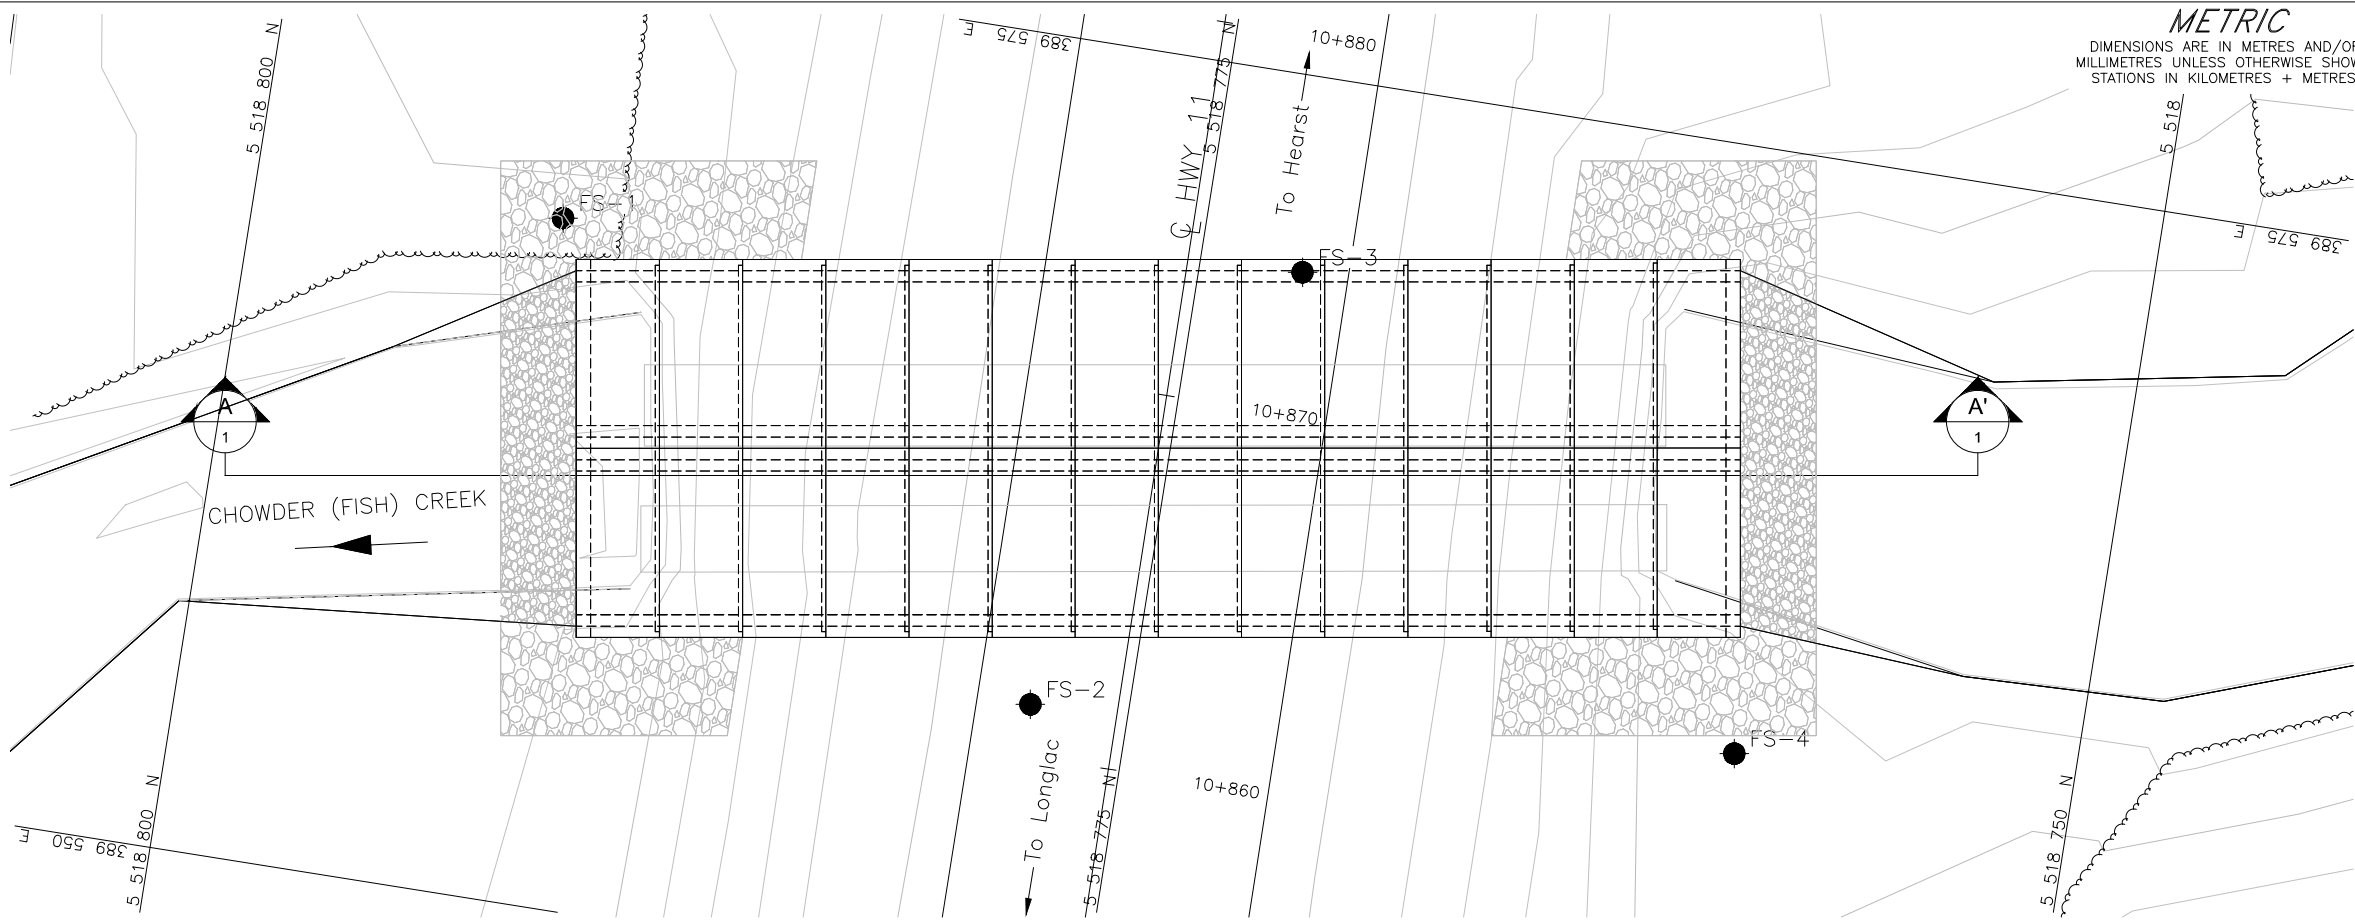 METRIC
DIMENSIONS ARE IN METRES AND/OR
MILLIMETRES UNLESS OTHERWISE SHOW
STATIONS IN KILOMETRES + METRES
5 518 800 N
389 575 E
10+880
5 518 775 N
℄ HWY 11
To Hearst
5 518
389 575 E
FS-1
FS-3
10+870
A
1
A'
1
CHOWDER (FISH) CREEK
FS-2
FS-4
To Longlac
10+860
5 518 800 N
389 550 E
5 518 775 N
5 518 750 N